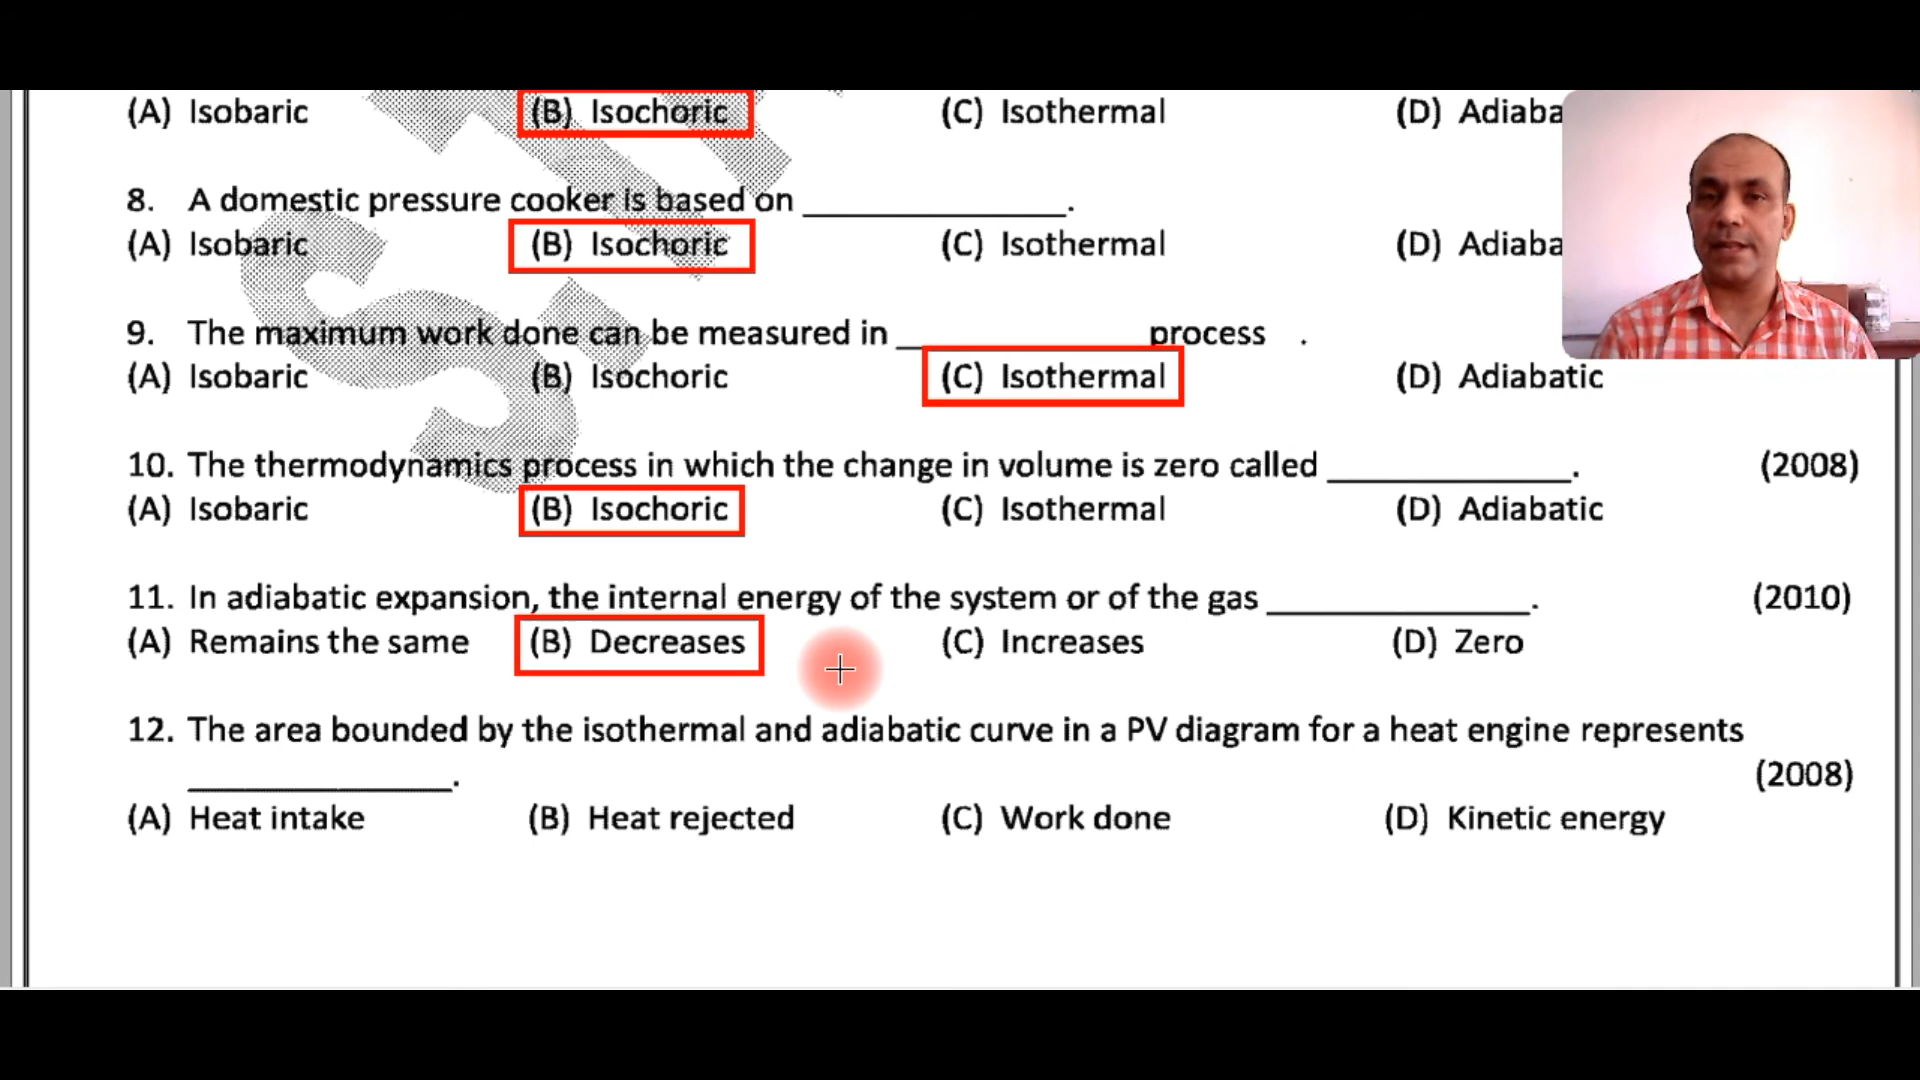 (A) Isobaric (B) Isochoric (C) Isothermal (D) Adiaba
8. A domestic pressure cooker is based on ______________.
(A) Isobaric (B) Isochoric (C) Isothermal (D) Adiaba
9. The maximum work done can be measured in ______________ process .
(A) Isobaric (B) Isochoric (C) Isothermal (D) Adiabatic
10. The thermodynamics process in which the change in volume is zero called ______________. (2008)
(A) Isobaric (B) Isochoric (C) Isothermal (D) Adiabatic
11. In adiabatic expansion, the internal energy of the system or of the gas ______________. (2010)
(A) Remains the same (B) Decreases (C) Increases (D) Zero
12. The area bounded by the isothermal and adiabatic curve in a PV diagram for a heat engine represents
______________. (2008)
(A) Heat intake (B) Heat rejected (C) Work done (D) Kinetic energy